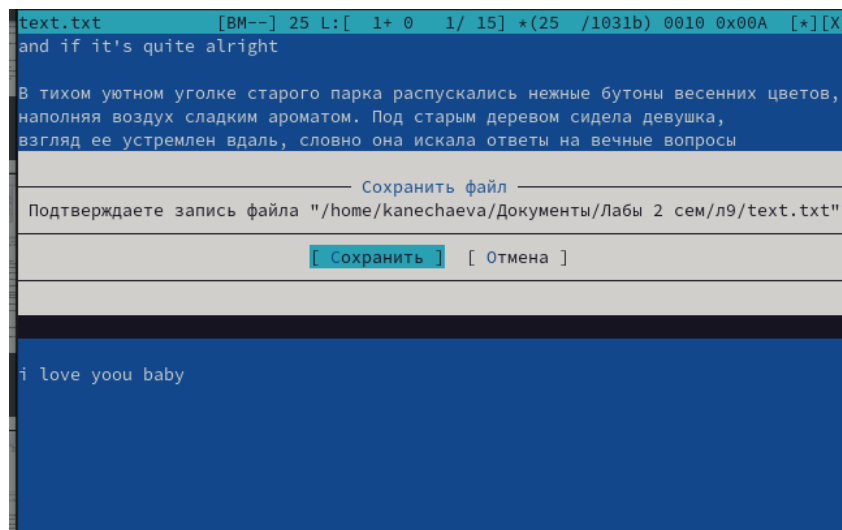 text.txt [BM--] 25 L:[ 1+ 0 1/ 15] *(25 /1031b) 0010 0x00A [*][X
and if it's quite alright
В тихом уютном уголке старого парка распускались нежные бутоны весенних цветов,
наполняя воздух сладким ароматом. Под старым деревом сидела девушка,
взгляд ее устремлен вдаль, словно она искала ответы на вечные вопросы
Сохранить файл
Подтверждаете запись файла "/home/kanechaeva/Документы/Лабы 2 сем/л9/text.txt"
[ Сохранить ] [ Отмена ]
i love yoou baby